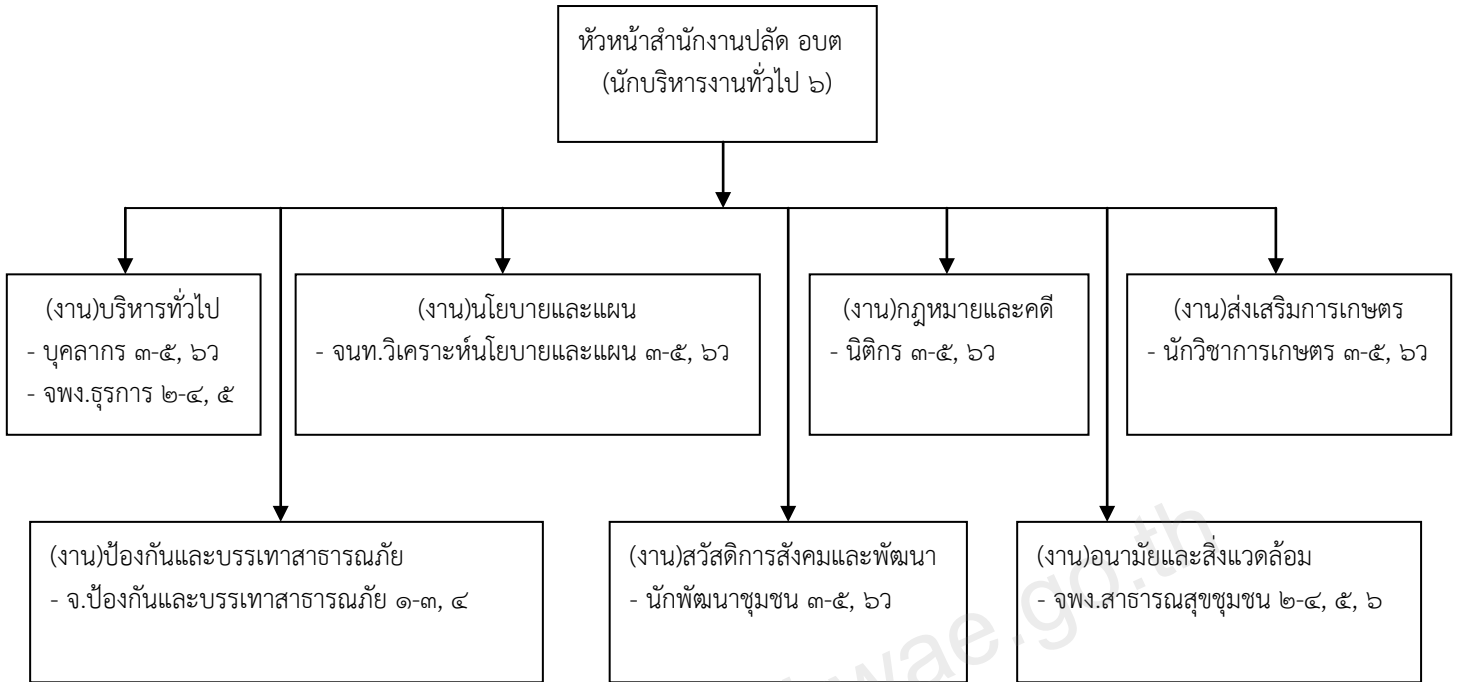 หัวหน้าสำนักงานปลัด อบต
(นักบริหารงานทั่วไป ๖)
(งาน)บริหารทั่วไป
- บุคลากร ๓-๕, ๖ว
- จพง.ธุรการ ๒-๔, ๕
(งาน)นโยบายและแผน
- จนท.วิเคราะห์นโยบายและแผน ๓-๕, ๖ว
(งาน)กฎหมายและคดี
- นิติกร ๓-๕, ๖ว
(งาน)ส่งเสริมการเกษตร
- นักวิชาการเกษตร ๓-๕, ๖ว
(งาน)ป้องกันและบรรเทาสาธารณภัย
- จ.ป้องกันและบรรเทาสาธารณภัย ๑-๓, ๔
(งาน)สวัสดิการสังคมและพัฒนา
- นักพัฒนาชุมชน ๓-๕, ๖ว
(งาน)อนามัยและสิ่งแวดล้อม
- จพง.สาธารณสุขชุมชน ๒-๔, ๕, ๖
wae.go.th